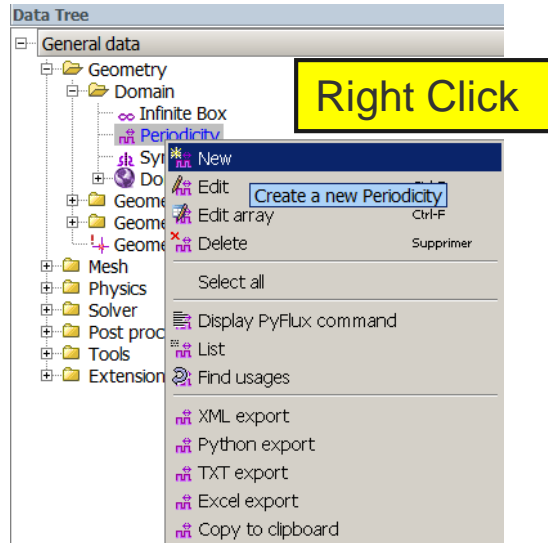 Data Tree
General data
Geometry
Domain
Right Click
Infinite Box
Periodicity
Syr
New
Do
Edit
Create a new Periodicity
Geome
Edit array Ctrl-F
Geome
Delete Supprimer
Geome
Mesh
Select all
Physics
Solver
Display PyFlux command
Post proc
List
Tools
Find usages
Extension
XML export
Python export
TXT export
Excel export
Copy to clipboard